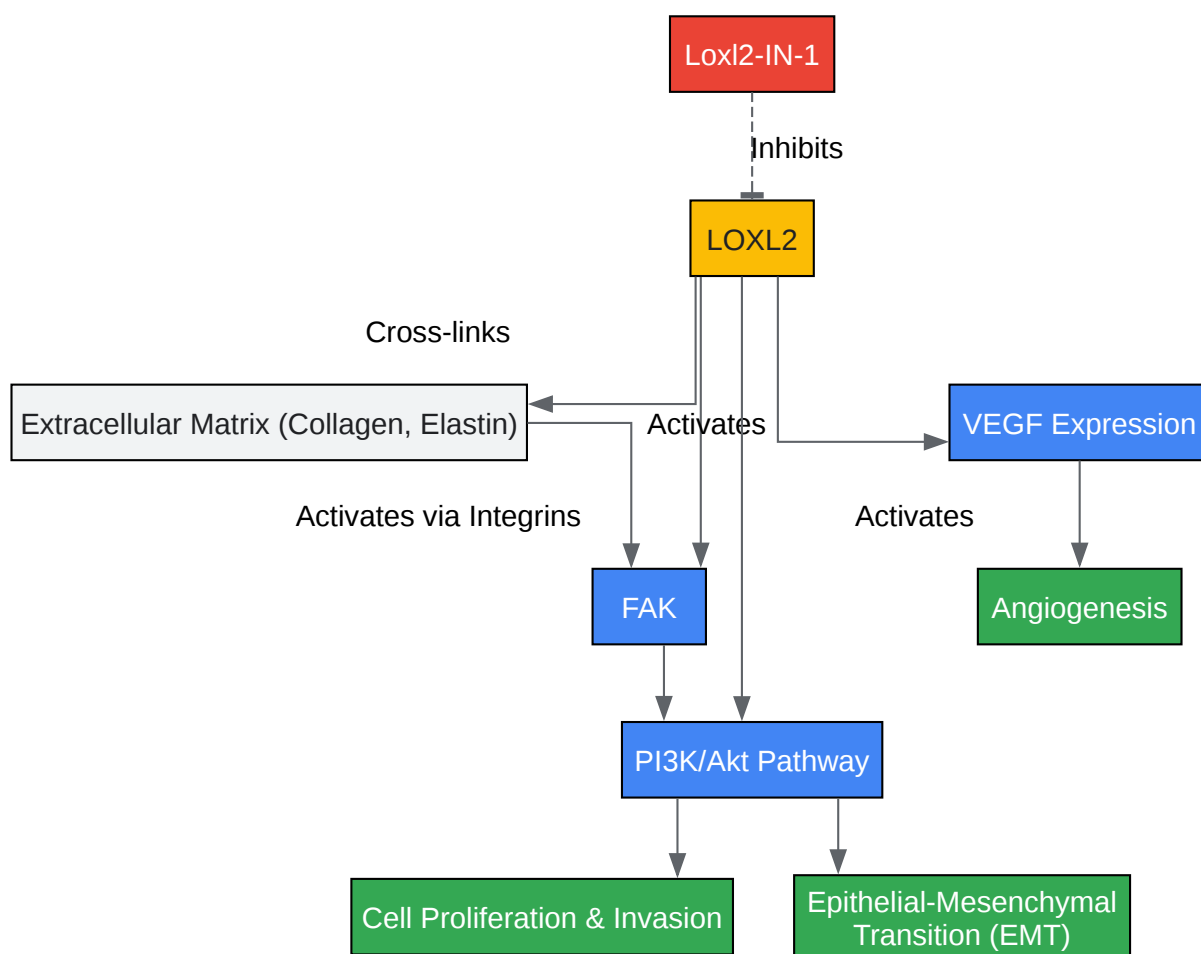 Loxl2-IN-1
Inhibits
LOXL2
Cross-links
Extracellular Matrix (Collagen, Elastin)
Activates
VEGF Expression
Activates via Integrins
Activates
FAK
Angiogenesis
PI3K/Akt Pathway
Cell Proliferation & Invasion
Epithelial-Mesenchymal
Transition (EMT)